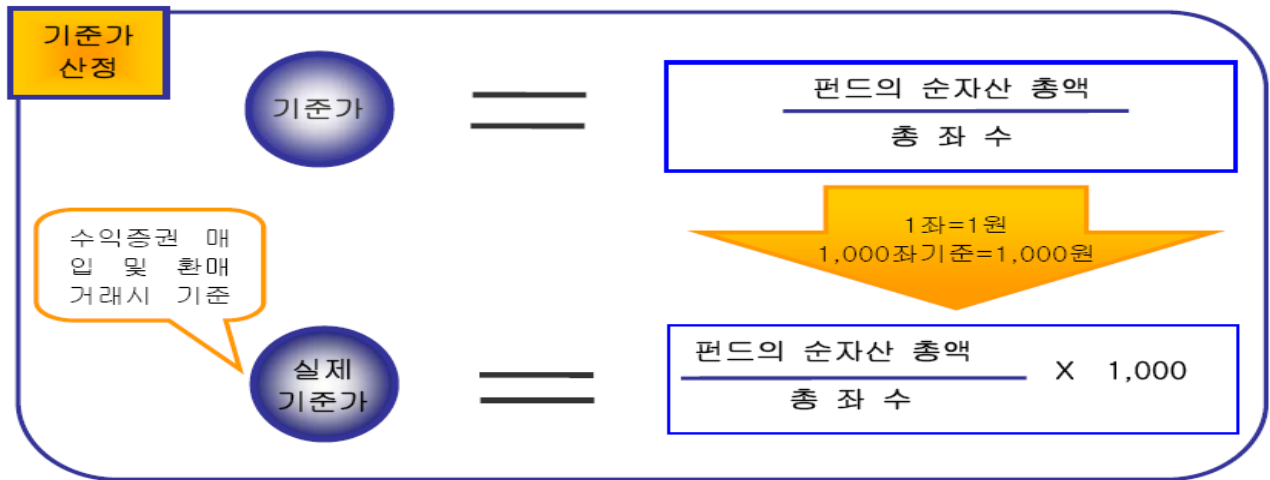 기준가
산정
기준가
펀드의 순자산 총액
총 좌 수
1좌=1원
1,000좌기준=1,000원
수익증권 매
입 및 환매
거래시 기준
실제
기준가
펀드의 순자산 총액
총 좌 수
X 1,000